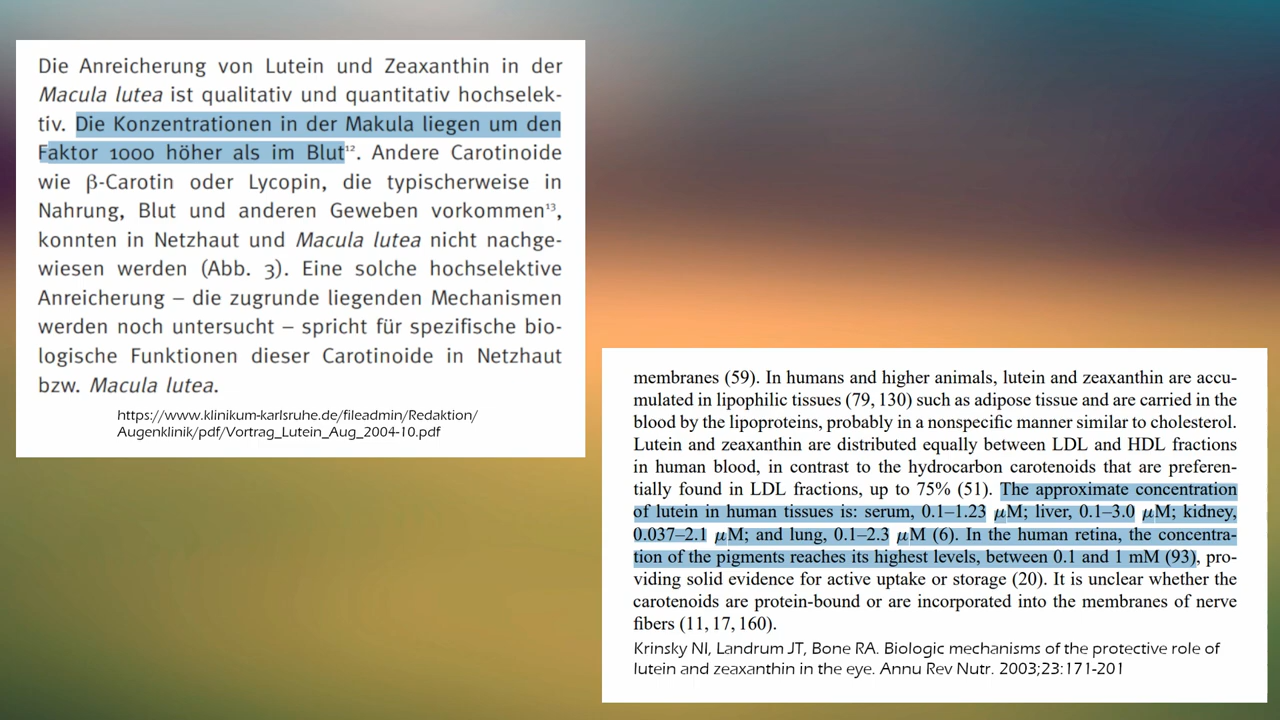 Die Anreicherung von Lutein und Zeaxanthin in der
Macula lutea ist qualitativ und quantitativ hochselek-
tiv. Die Konzentrationen in der Makula liegen um den
Faktor 1000 höher als im Blut¹². Andere Carotinoide
wie β-Carotin oder Lycopin, die typischerweise in
Nahrung, Blut und anderen Geweben vorkommen¹³,
konnten in Netzhaut und Macula lutea nicht nachge-
wiesen werden (Abb. 3). Eine solche hochselektive
Anreicherung – die zugrunde liegenden Mechanismen
werden noch untersucht – spricht für spezifische bio-
logische Funktionen dieser Carotinoide in Netzhaut
bzw. Macula lutea.
https://www.klinikum-karlsruhe.de/fileadmin/Redaktion/
Augenklinik/pdf/Vortrag_Lutein_Aug_2004-10.pdf
membranes (59). In humans and higher animals, lutein and zeaxanthin are accu-
mulated in lipophilic tissues (79, 130) such as adipose tissue and are carried in the
blood by the lipoproteins, probably in a nonspecific manner similar to cholesterol.
Lutein and zeaxanthin are distributed equally between LDL and HDL fractions
in human blood, in contrast to the hydrocarbon carotenoids that are preferen-
tially found in LDL fractions, up to 75% (51). The approximate concentration
of lutein in human tissues is: serum, 0.1–1.23 μM; liver, 0.1–3.0 μM; kidney,
0.037–2.1 μM; and lung, 0.1–2.3 μM (6). In the human retina, the concentra-
tion of the pigments reaches its highest levels, between 0.1 and 1 mM (93), pro-
viding solid evidence for active uptake or storage (20). It is unclear whether the
carotenoids are protein-bound or are incorporated into the membranes of nerve
fibers (11, 17, 160).
Krinsky NI, Landrum JT, Bone RA. Biologic mechanisms of the protective role of
lutein and zeaxanthin in the eye. Annu Rev Nutr. 2003;23:171-201